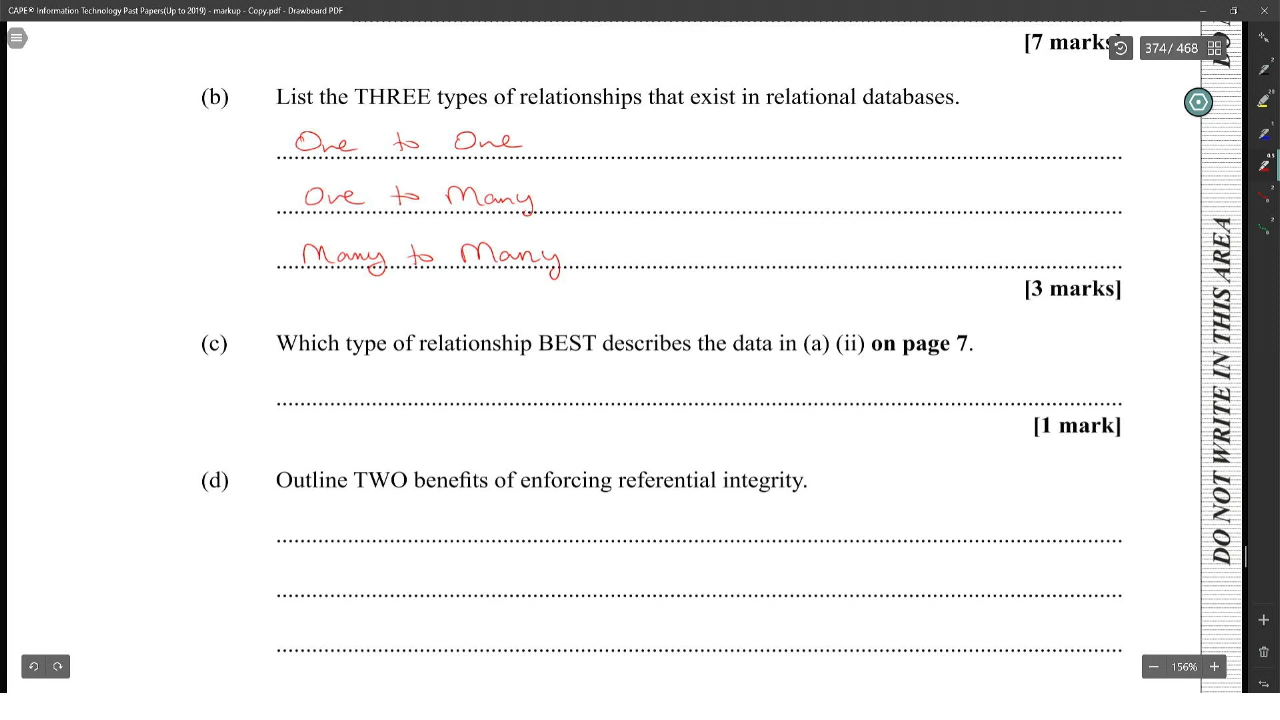 CAPE® Information Technology Past Papers(Up to 2019) - markup - Copy.pdf - Drawboard PDF
[7 marks]
374 / 468
(b) List the THREE types of relationships that exist in relational databases.
One to One
One to Many
Many to Many
[3 marks]
(c) Which type of relationship BEST describes the data in (a) (ii) on page 7.
[1 mark]
(d) Outline TWO benefits of enforcing referential integrity.
DO NOT WRITE IN THIS AREA
156%